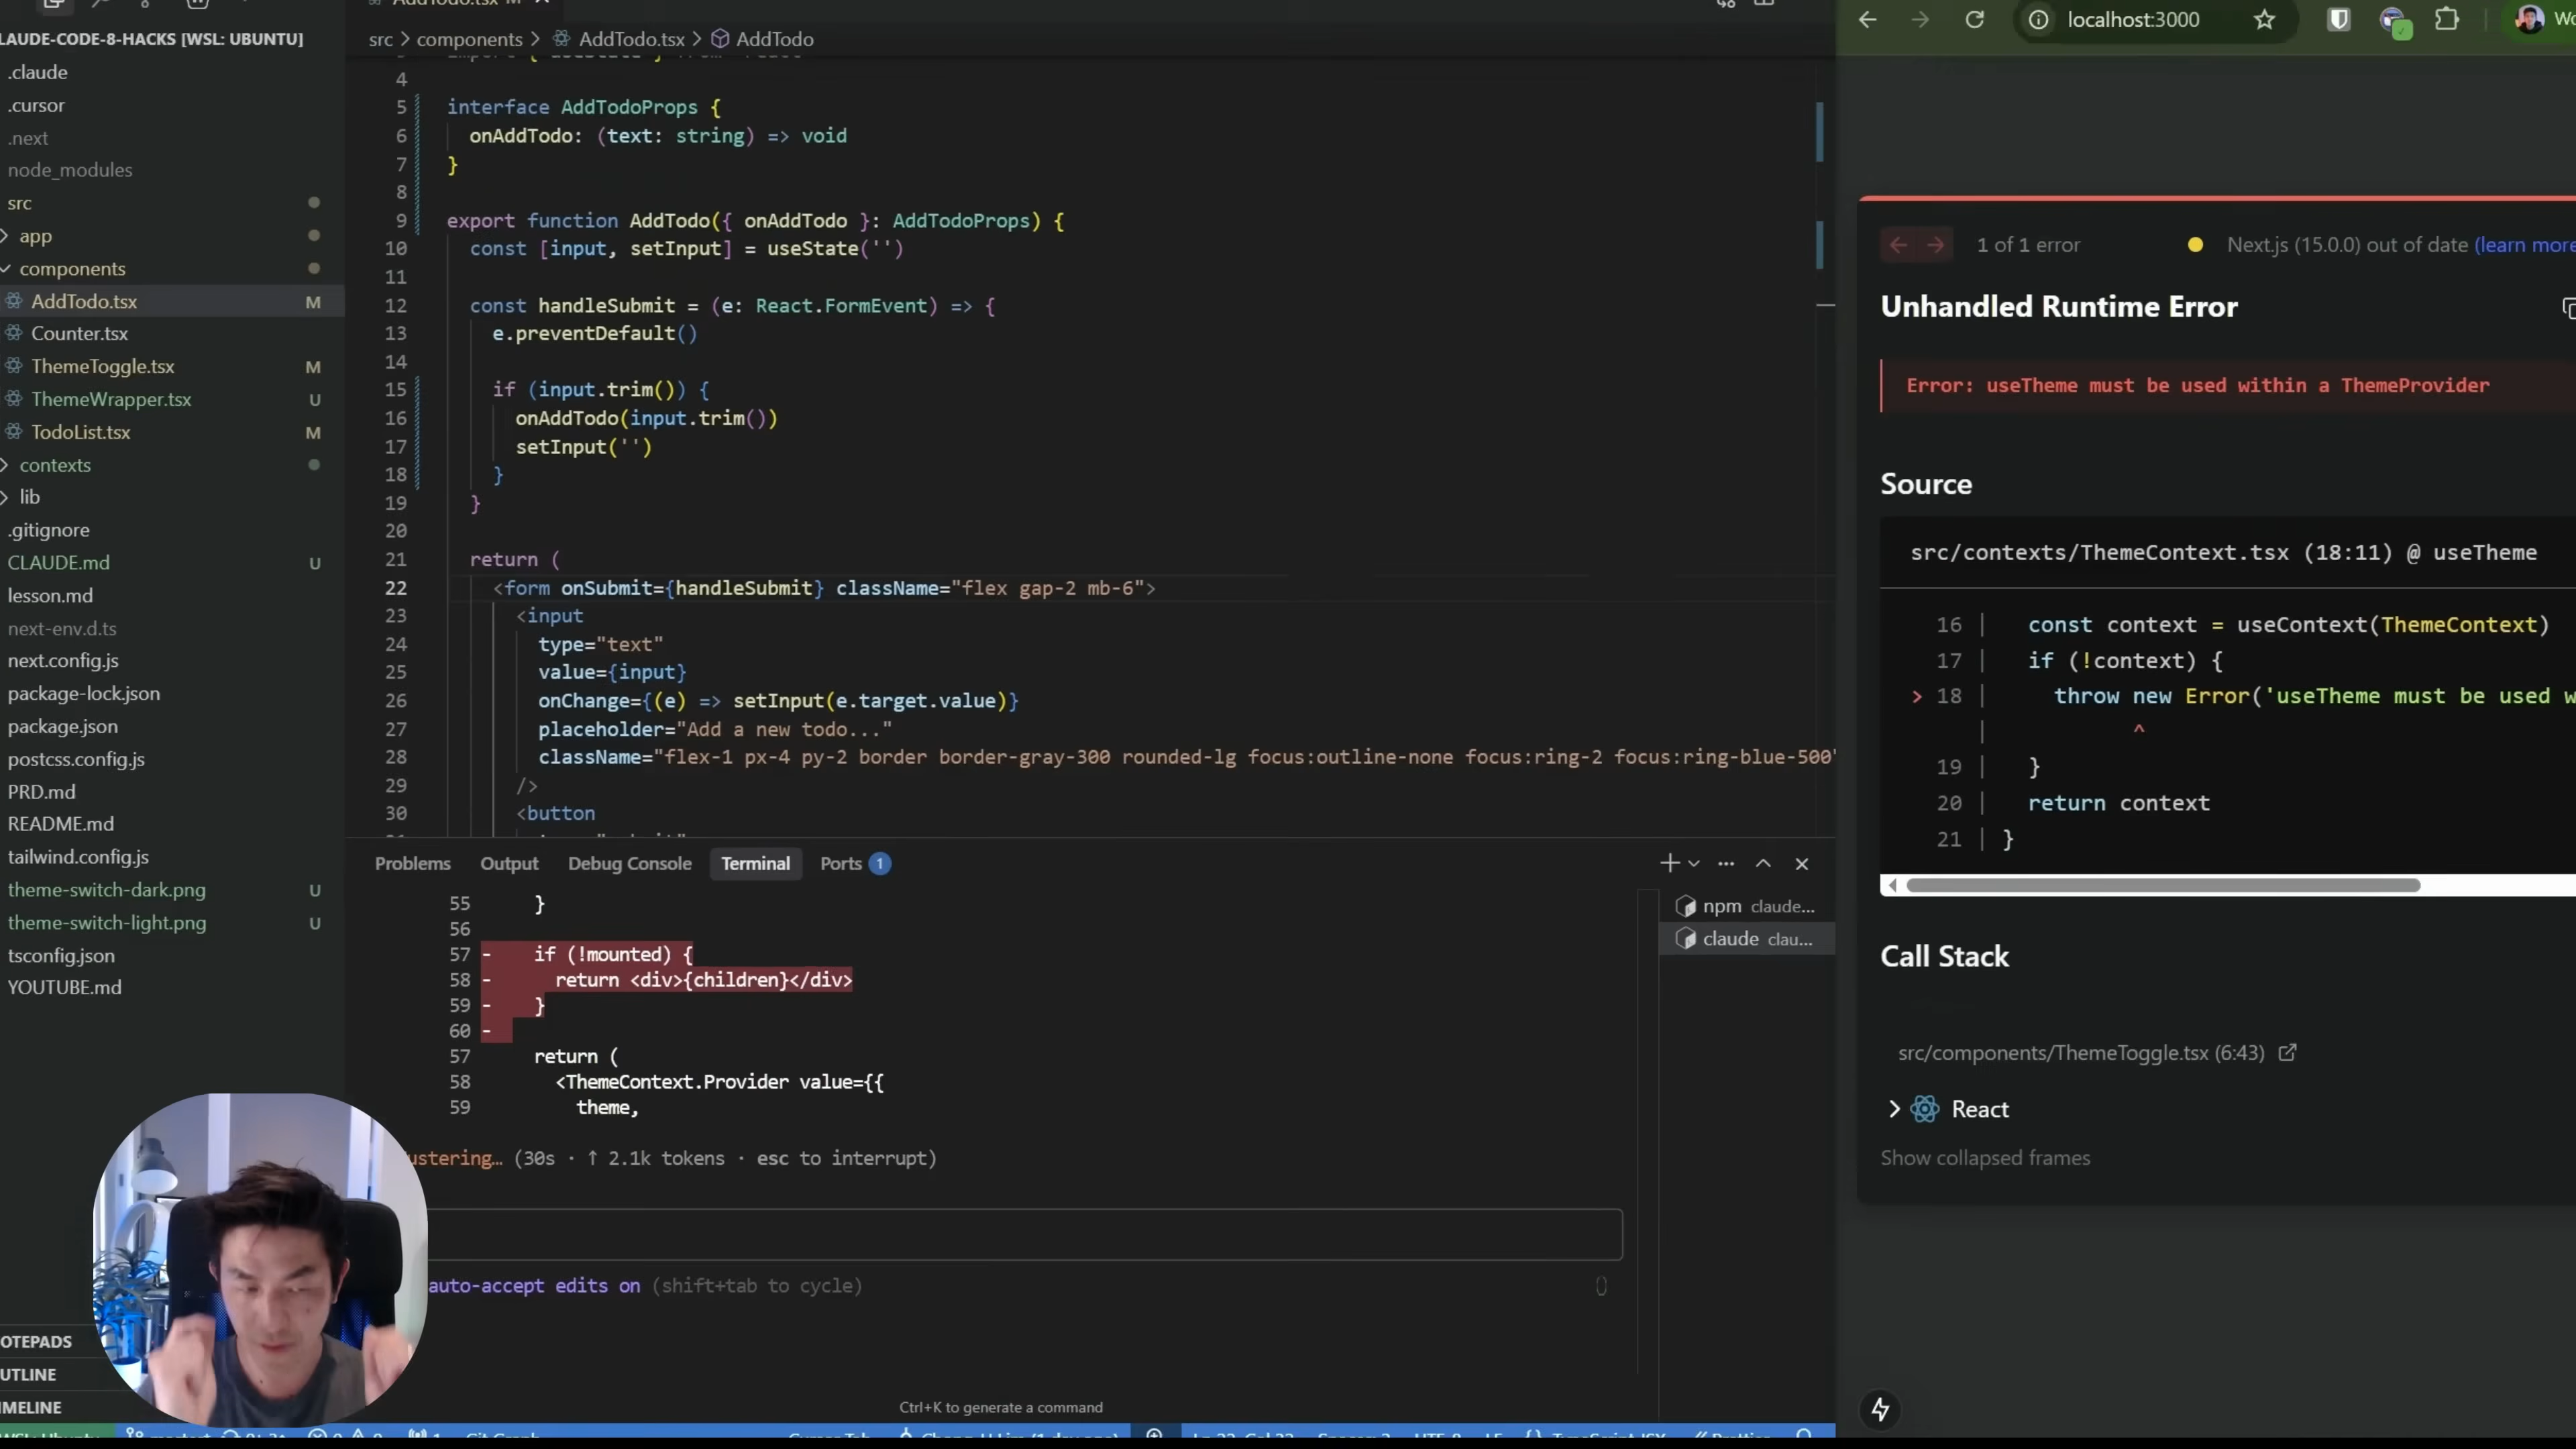 LAUDE-CODE-8-HACKS [WSL: UBUNTU]
.claude
.cursor
.next
node_modules
src
app
components
AddTodo.tsx M
Counter.tsx
ThemeToggle.tsx M
ThemeWrapper.tsx U
TodoList.tsx M
contexts
lib
.gitignore
CLAUDE.md U
lesson.md
next-env.d.ts
next.config.js
package-lock.json
package.json
postcss.config.js
PRD.md
README.md
tailwind.config.js
theme-switch-dark.png U
theme-switch-light.png U
tsconfig.json
YOUTUBE.md
OTEPADS
UTLINE
IMELINE
AddTodo.tsx M
src > components > AddTodo.tsx > AddTodo
4
5 interface AddTodoProps {
6 onAddTodo: (text: string) => void
7 }
8
9 export function AddTodo({ onAddTodo }: AddTodoProps) {
10 const [input, setInput] = useState('')
11
12 const handleSubmit = (e: React.FormEvent) => {
13 e.preventDefault()
14
15 if (input.trim()) {
16 onAddTodo(input.trim())
17 setInput('')
18 }
19 }
20
21 return (
22 <form onSubmit={handleSubmit} className="flex gap-2 mb-6">
23 <input
24 type="text"
25 value={input}
26 onChange={(e) => setInput(e.target.value)}
27 placeholder="Add a new todo..."
28 className="flex-1 px-4 py-2 border border-gray-300 rounded-lg focus:outline-none focus:ring-2 focus:ring-blue-500"
29 />
30 <button
Problems Output Debug Console Terminal Ports 1
55 }
56
57 - if (!mounted) {
58 - return <div>{children}</div>
59 - }
60 -
57 return (
58 <ThemeContext.Provider value={{
59 theme,
ustering… (30s · ↑ 2.1k tokens · esc to interrupt)
auto-accept edits on (shift+tab to cycle)
Ctrl+K to generate a command
npm claude...
claude clau...
localhost:3000
1 of 1 error
Next.js (15.0.0) out of date (learn more
Unhandled Runtime Error
Error: useTheme must be used within a ThemeProvider
Source
src/contexts/ThemeContext.tsx (18:11) @ useTheme
16 | const context = useContext(ThemeContext)
17 | if (!context) {
> 18 | throw new Error('useTheme must be used w
| ^
19 | }
20 | return context
21 | }
Call Stack
src/components/ThemeToggle.tsx (6:43)
React
Show collapsed frames